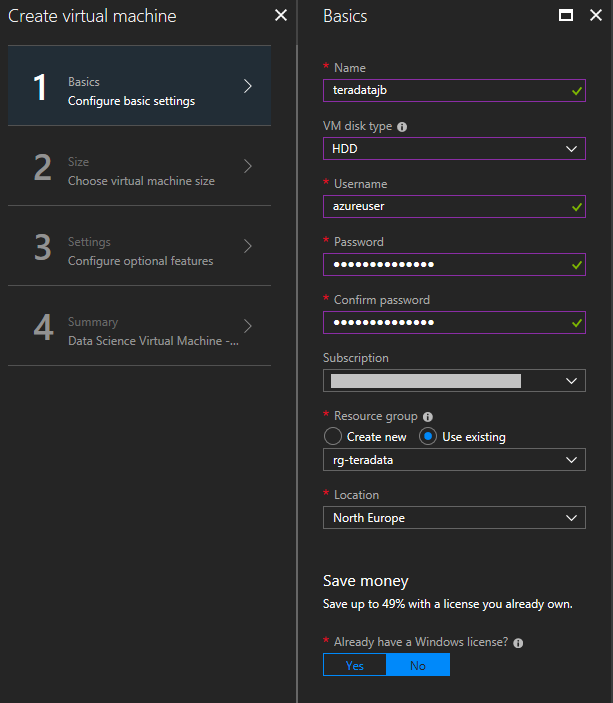 Create virtual machine
1
Basics
Configure basic settings
2
Size
Choose virtual machine size
3
Settings
Configure optional features
4
Summary
Data Science Virtual Machine -...
Basics
* Name
teradatajb
VM disk type
HDD
* Username
azureuser
* Password
* Confirm password
Subscription
* Resource group
Create new Use existing
rg-teradata
* Location
North Europe
Save money
Save up to 49% with a license you already own.
* Already have a Windows license?
Yes No